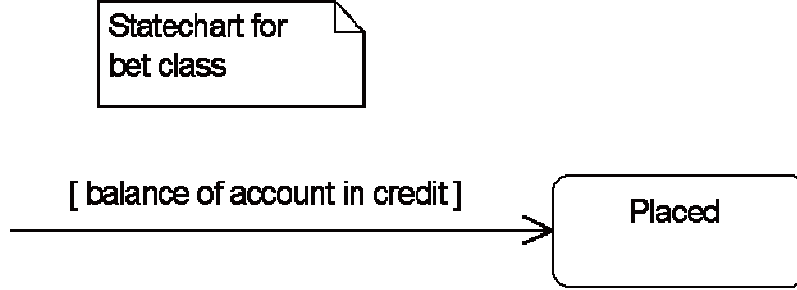 Statechart for
bet class
[ balance of account in credit ]
Placed